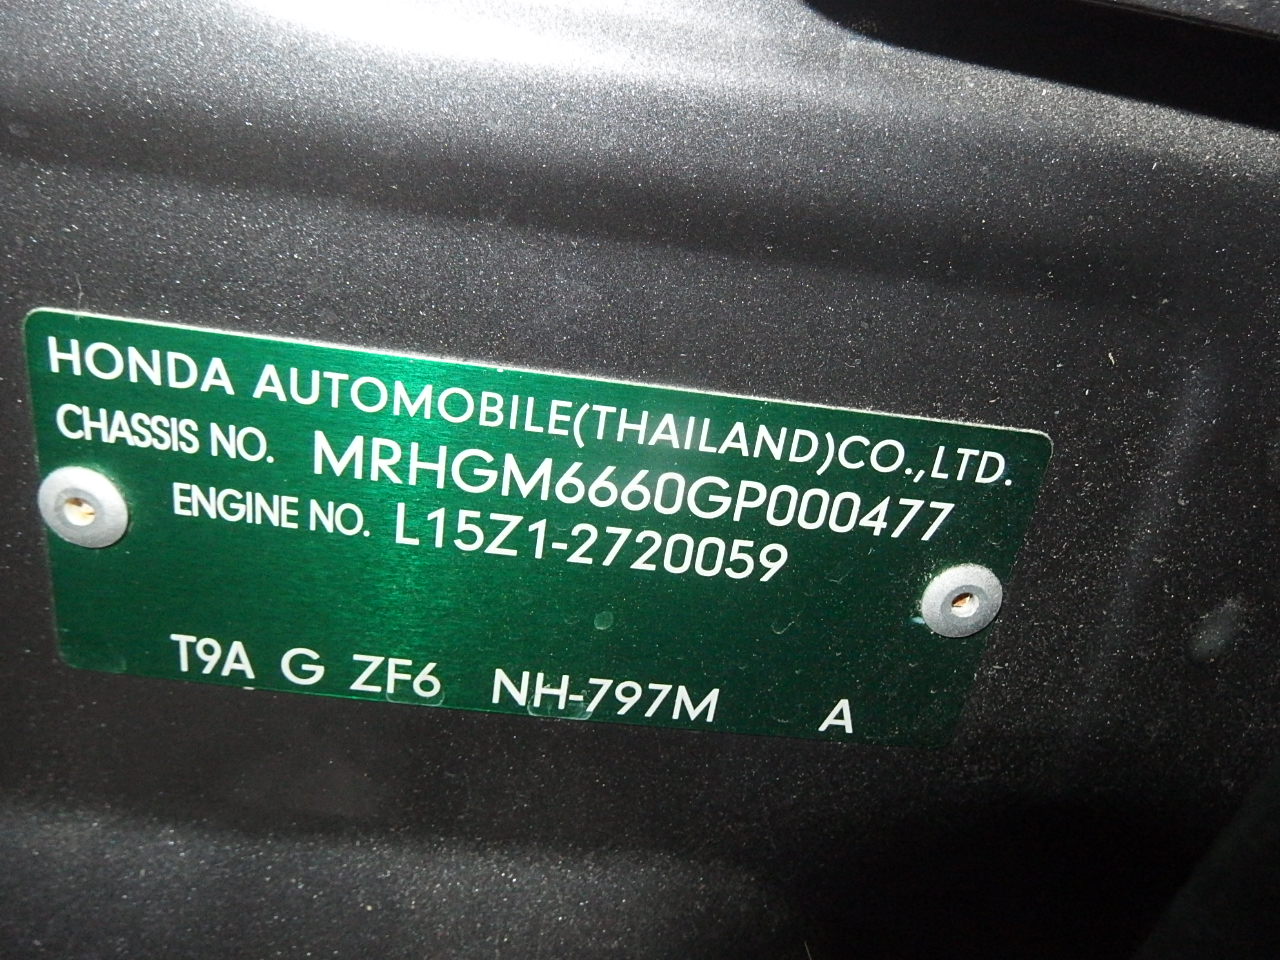 HONDA AUTOMOBILE(THAILAND)CO.,LTD.
CHASSIS NO. MRHGM6660GP000477
ENGINE NO. L15Z1-2720059
T9A G ZF6 NH-797M A